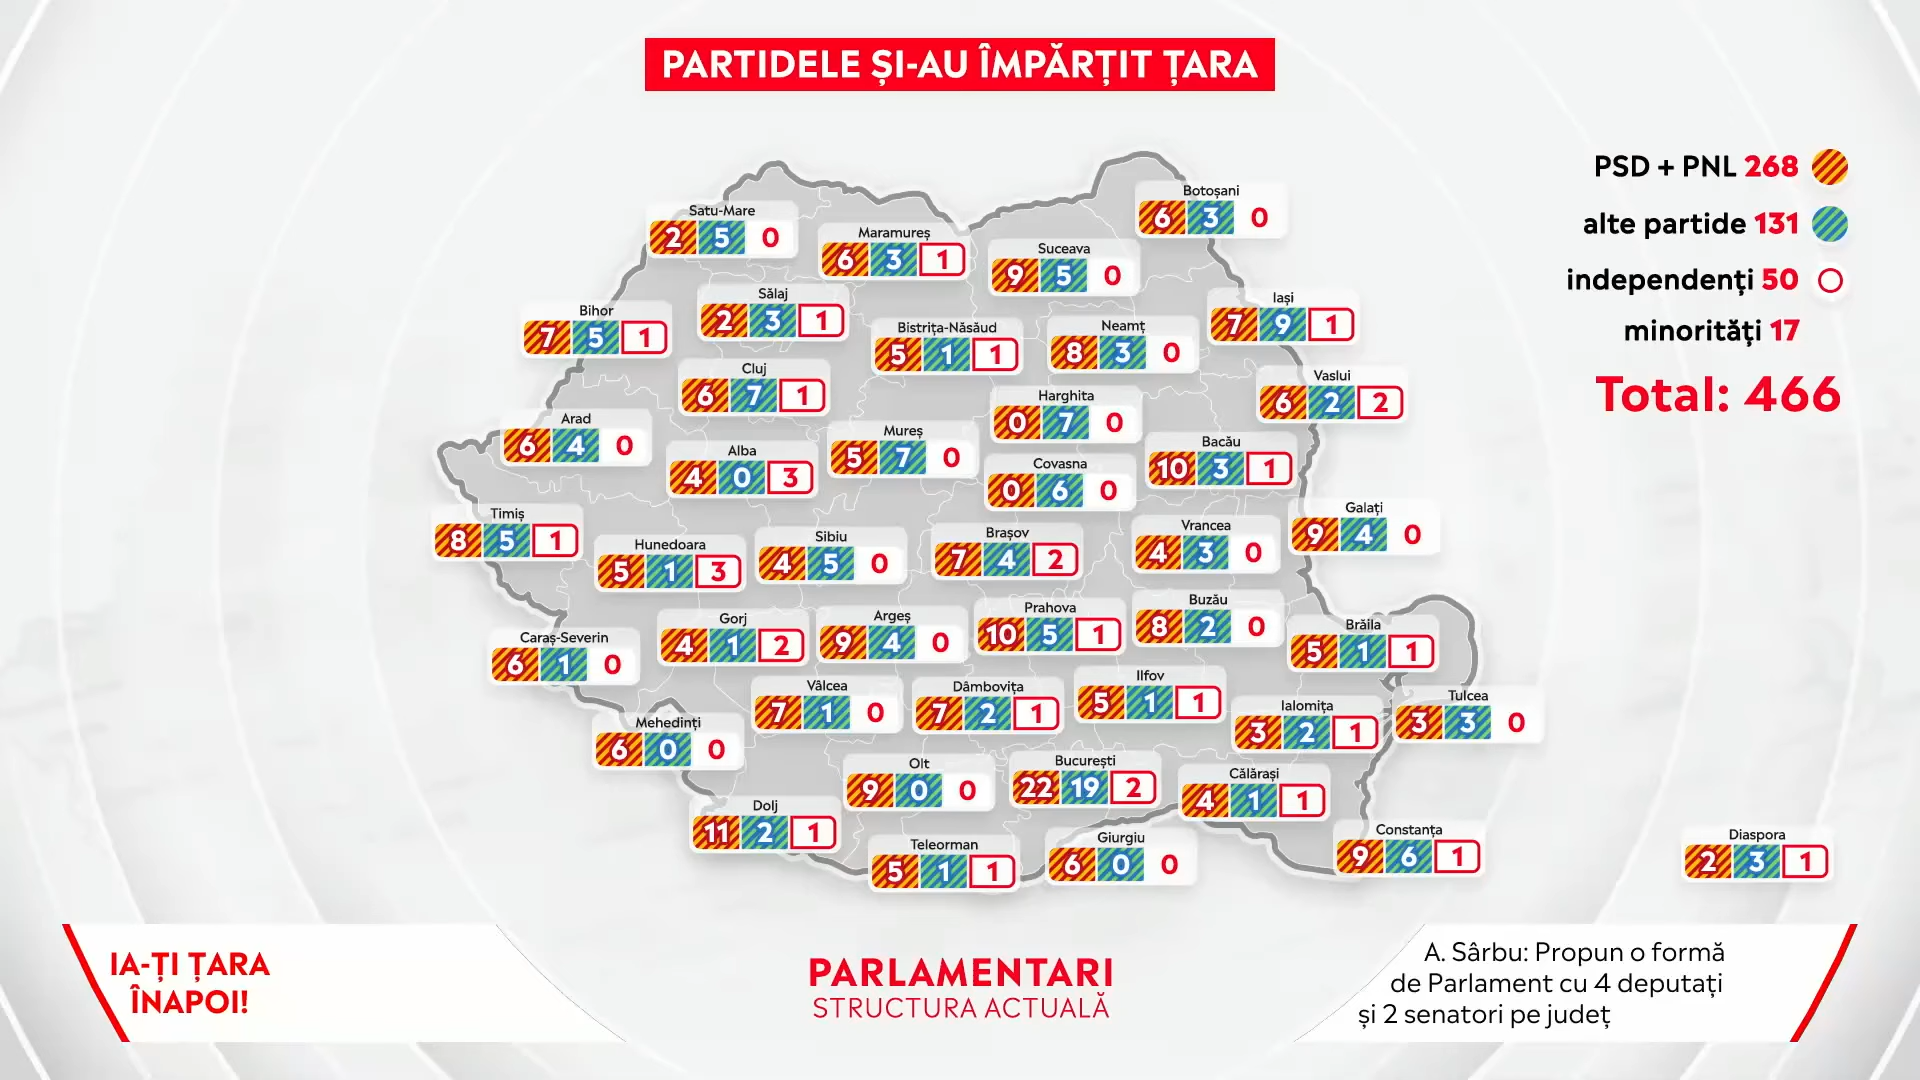 PARTIDELE ȘI-AU ÎMPĂRȚIT ȚARA
PSD + PNL 268
alte partide 131
independenți 50
minorități 17
Total: 466
Botoșani
6 3 0
Satu-Mare
2 5 0
Maramureș
6 3 1
Suceava
9 5 0
Sălaj
2 3 1
Iași
7 9 1
Bihor
7 5 1
Bistrița-Năsăud
5 1 1
Neamț
8 3 0
Cluj
6 7 1
Vaslui
6 2 2
Harghita
0 7 0
Arad
6 4 0
Mureș
5 7 0
Bacău
10 3 1
Alba
4 0 3
Covasna
0 6 0
Galați
9 4 0
Timiș
8 5 1
Vrancea
4 3 0
Brașov
7 4 2
Sibiu
4 5 0
Hunedoara
5 1 3
Buzău
8 2 0
Prahova
10 5 1
Argeș
9 4 0
Gorj
4 1 2
Brăila
5 1 1
Caraș-Severin
6 1 0
Ilfov
5 1 1
Vâlcea
7 1 0
Dâmbovița
7 2 1
Tulcea
3 3 0
Ialomița
3 2 1
Mehedinți
6 0 0
București
22 19 2
Olt
9 0 0
Călărași
4 1 1
Dolj
11 2 1
Constanța
9 6 1
Giurgiu
6 0 0
Teleorman
5 1 1
Diaspora
2 3 1
IA-ȚI ȚARA
ÎNAPOI!
PARLAMENTARI
STRUCTURA ACTUALĂ
A. Sârbu: Propun o formă
de Parlament cu 4 deputați
și 2 senatori pe județ